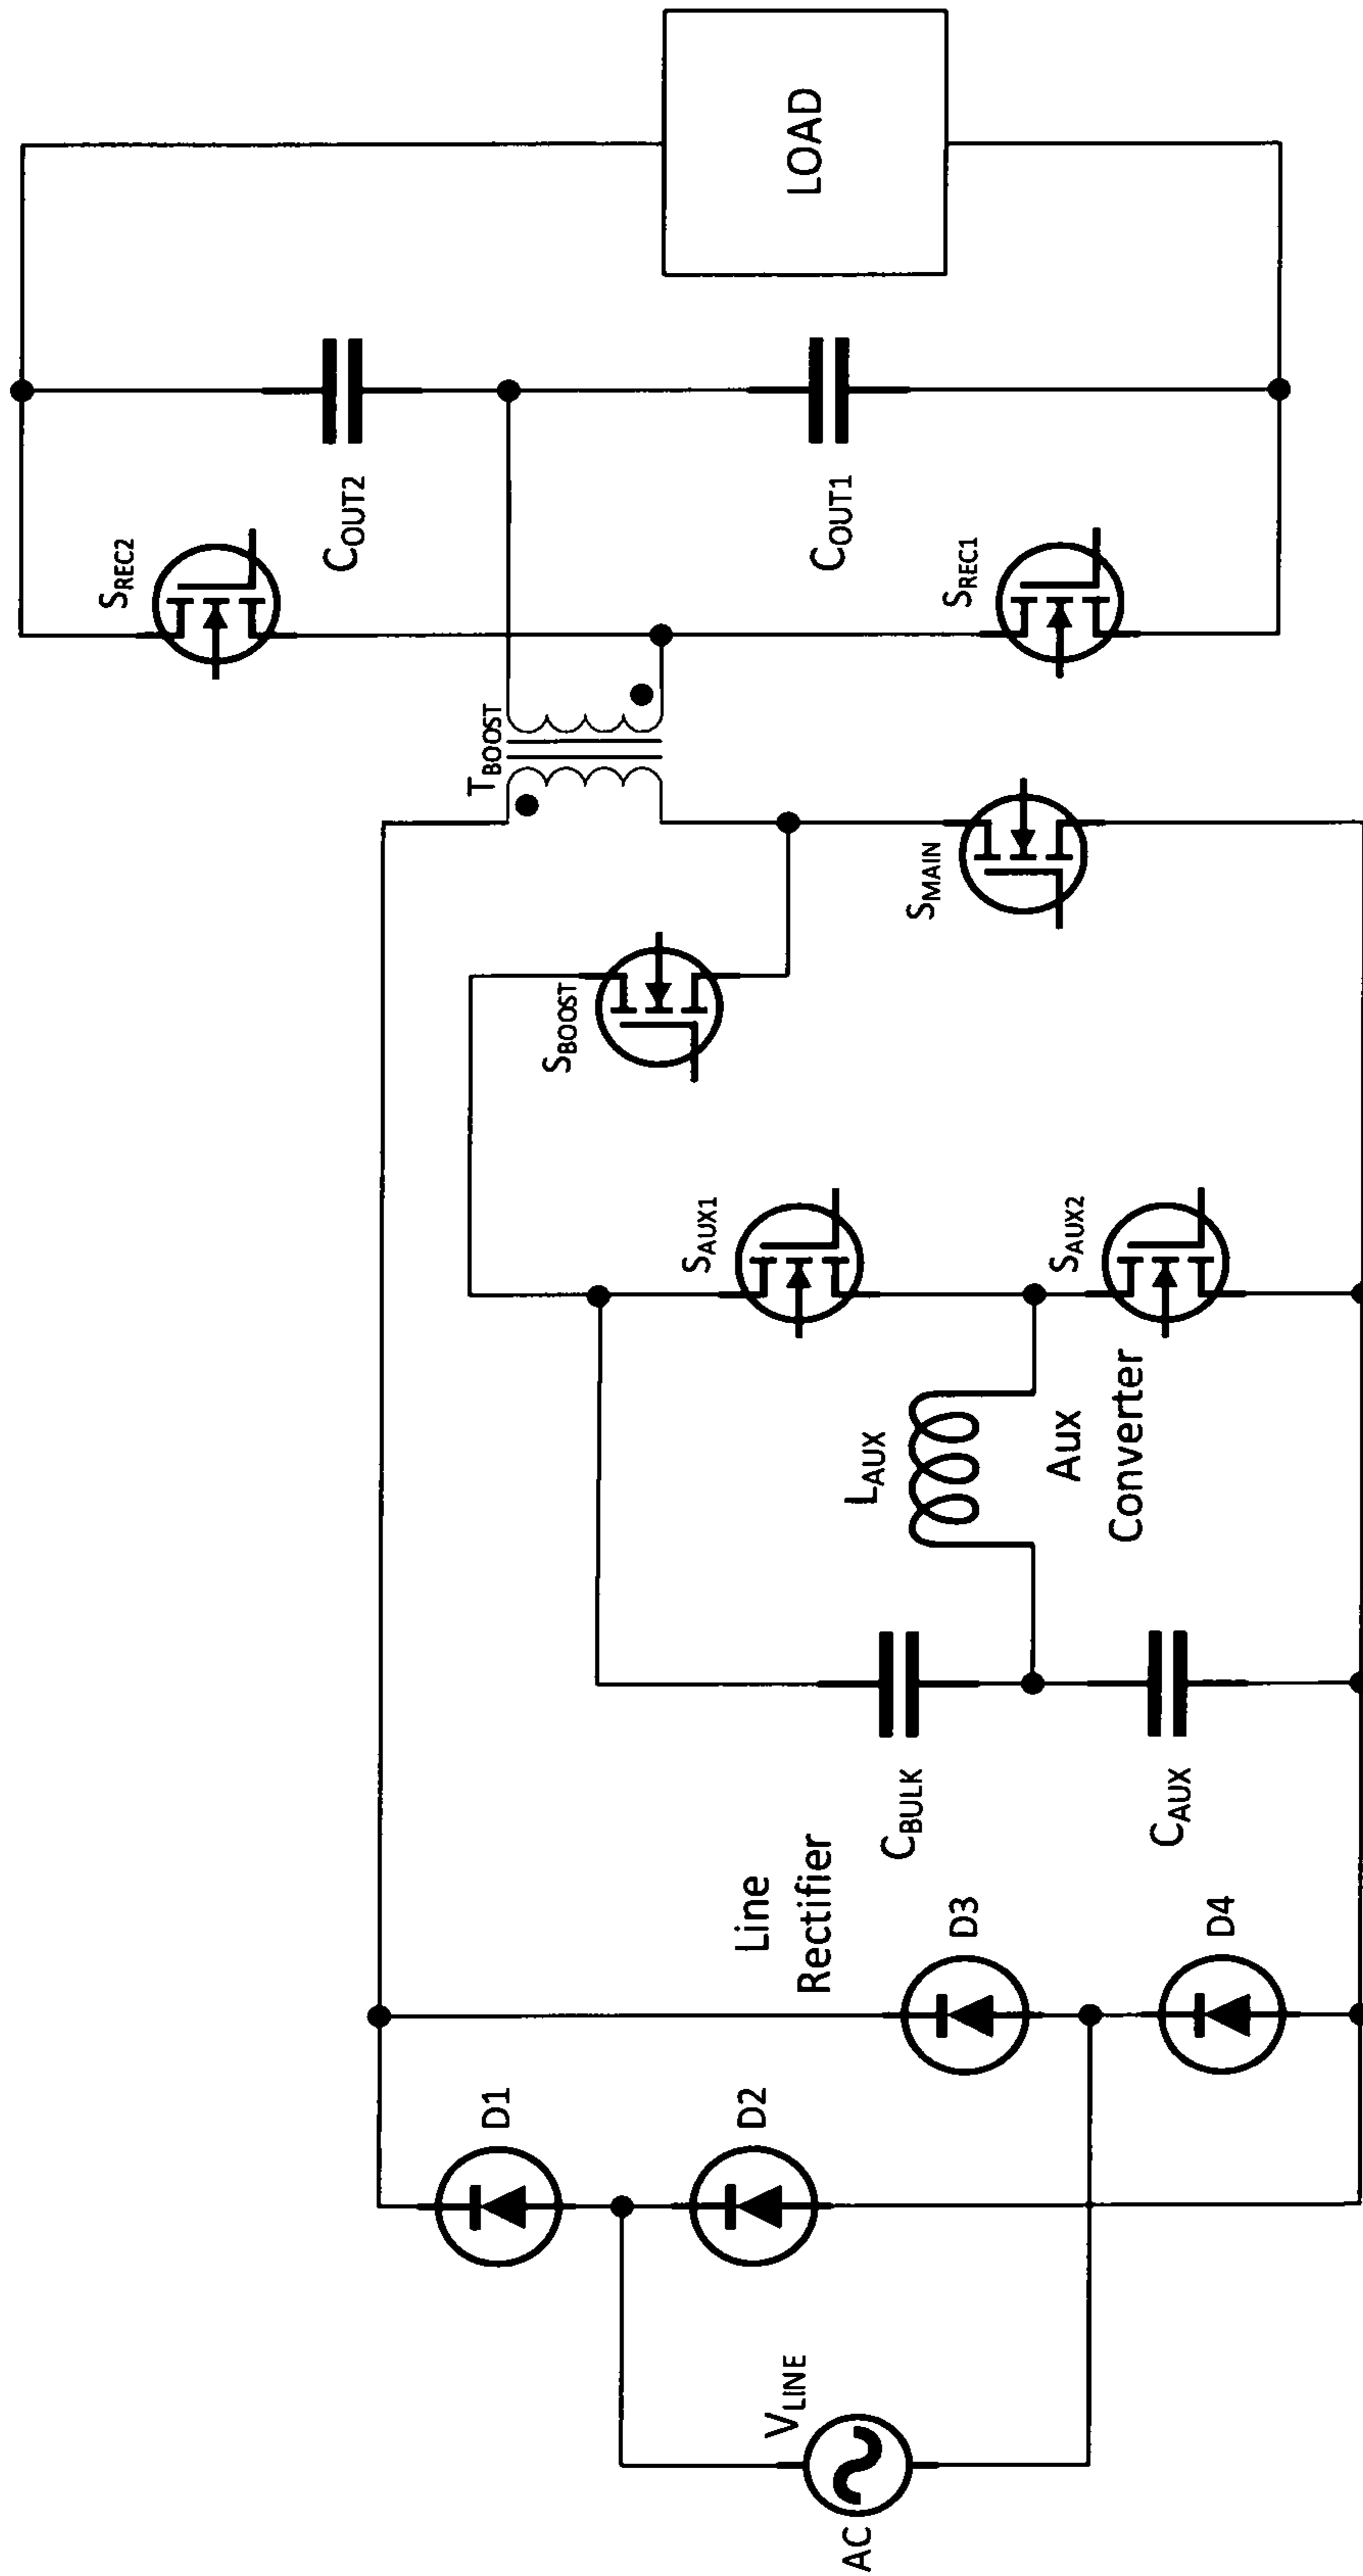 AC
VLINE
D1
D2
Line
Rectifier
D3
D4
CBULK
CAUX
LAUX
Aux
Converter
SAUX1
SAUX2
SBOOST
SMAIN
TBOOST
SREC2
SREC1
COUT2
COUT1
LOAD